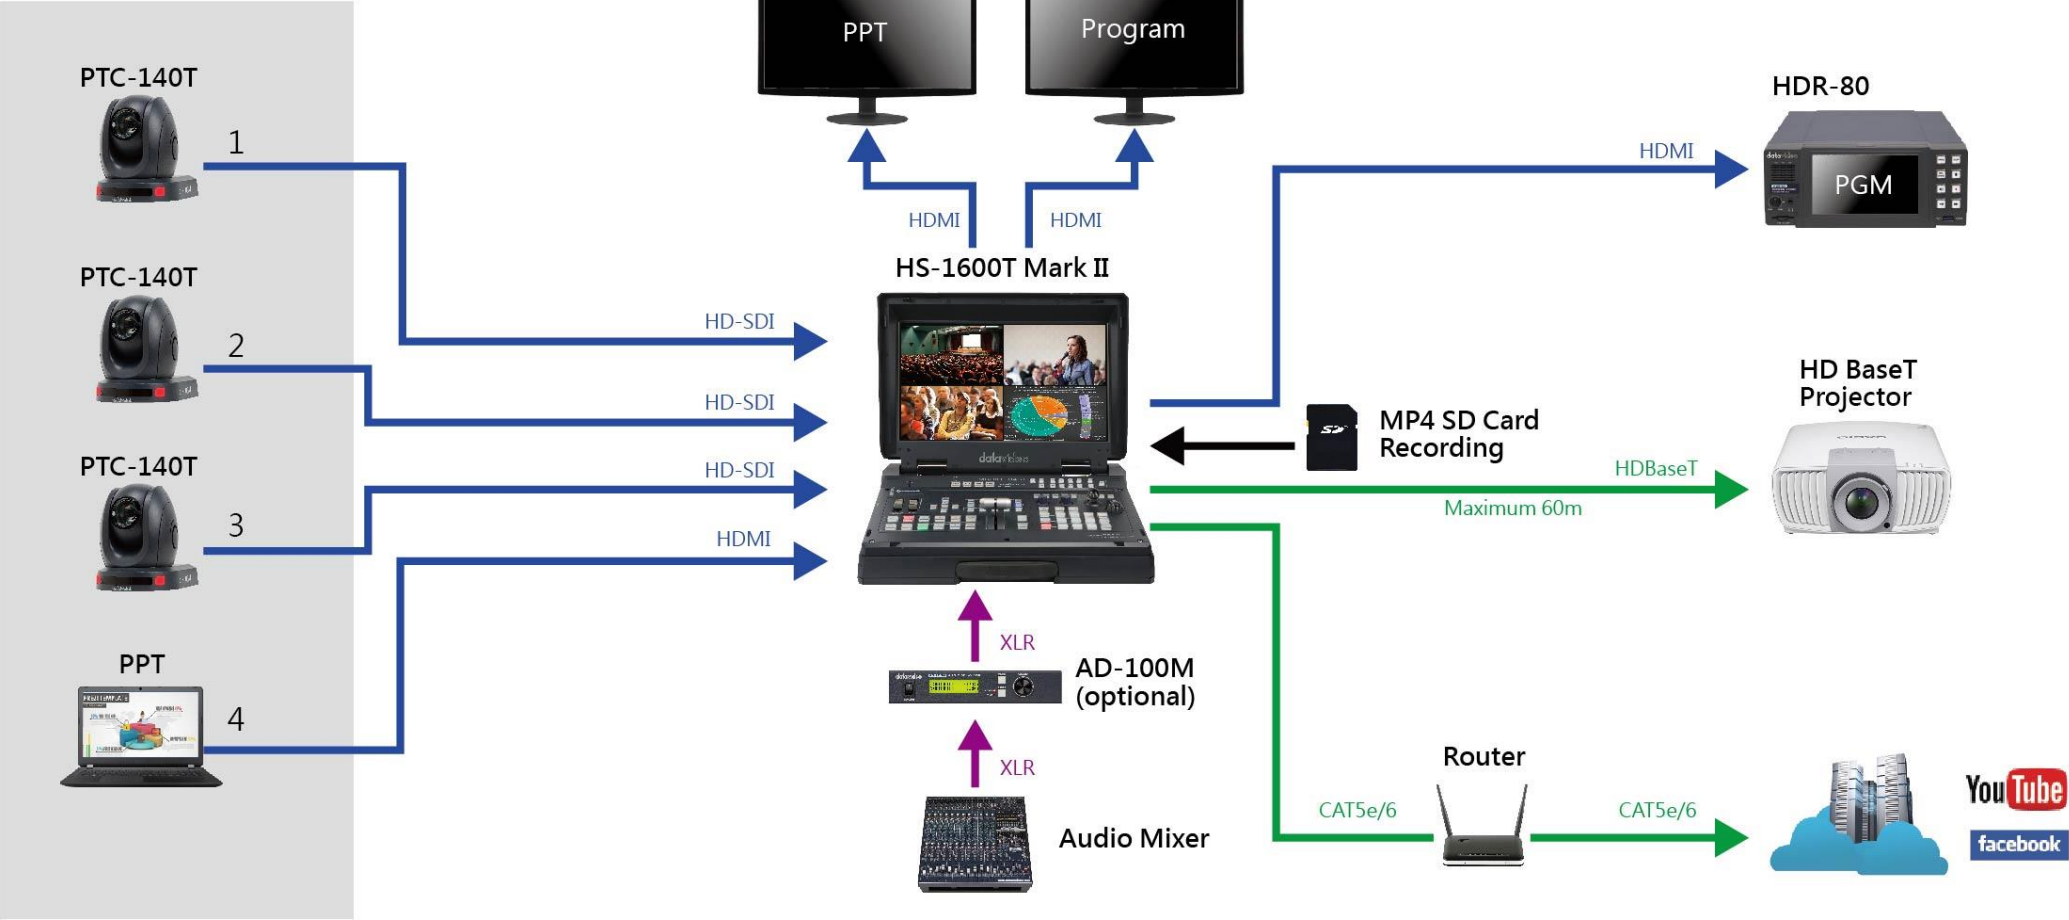 PPT
Program
PTC-140T
1
HDR-80
HDMI
datavideo
PGM
HDMI
HDMI
HS-1600T Mark II
PTC-140T
2
HD-SDI
HD-SDI
HD BaseT
Projector
MP4 SD Card
Recording
datavideo
PTC-140T
3
HD-SDI
HDMI
HDBaseT
Maximum 60m
XLR
AD-100M
(optional)
PPT
4
XLR
Audio Mixer
Router
CAT5e/6
CAT5e/6
YouTube
facebook